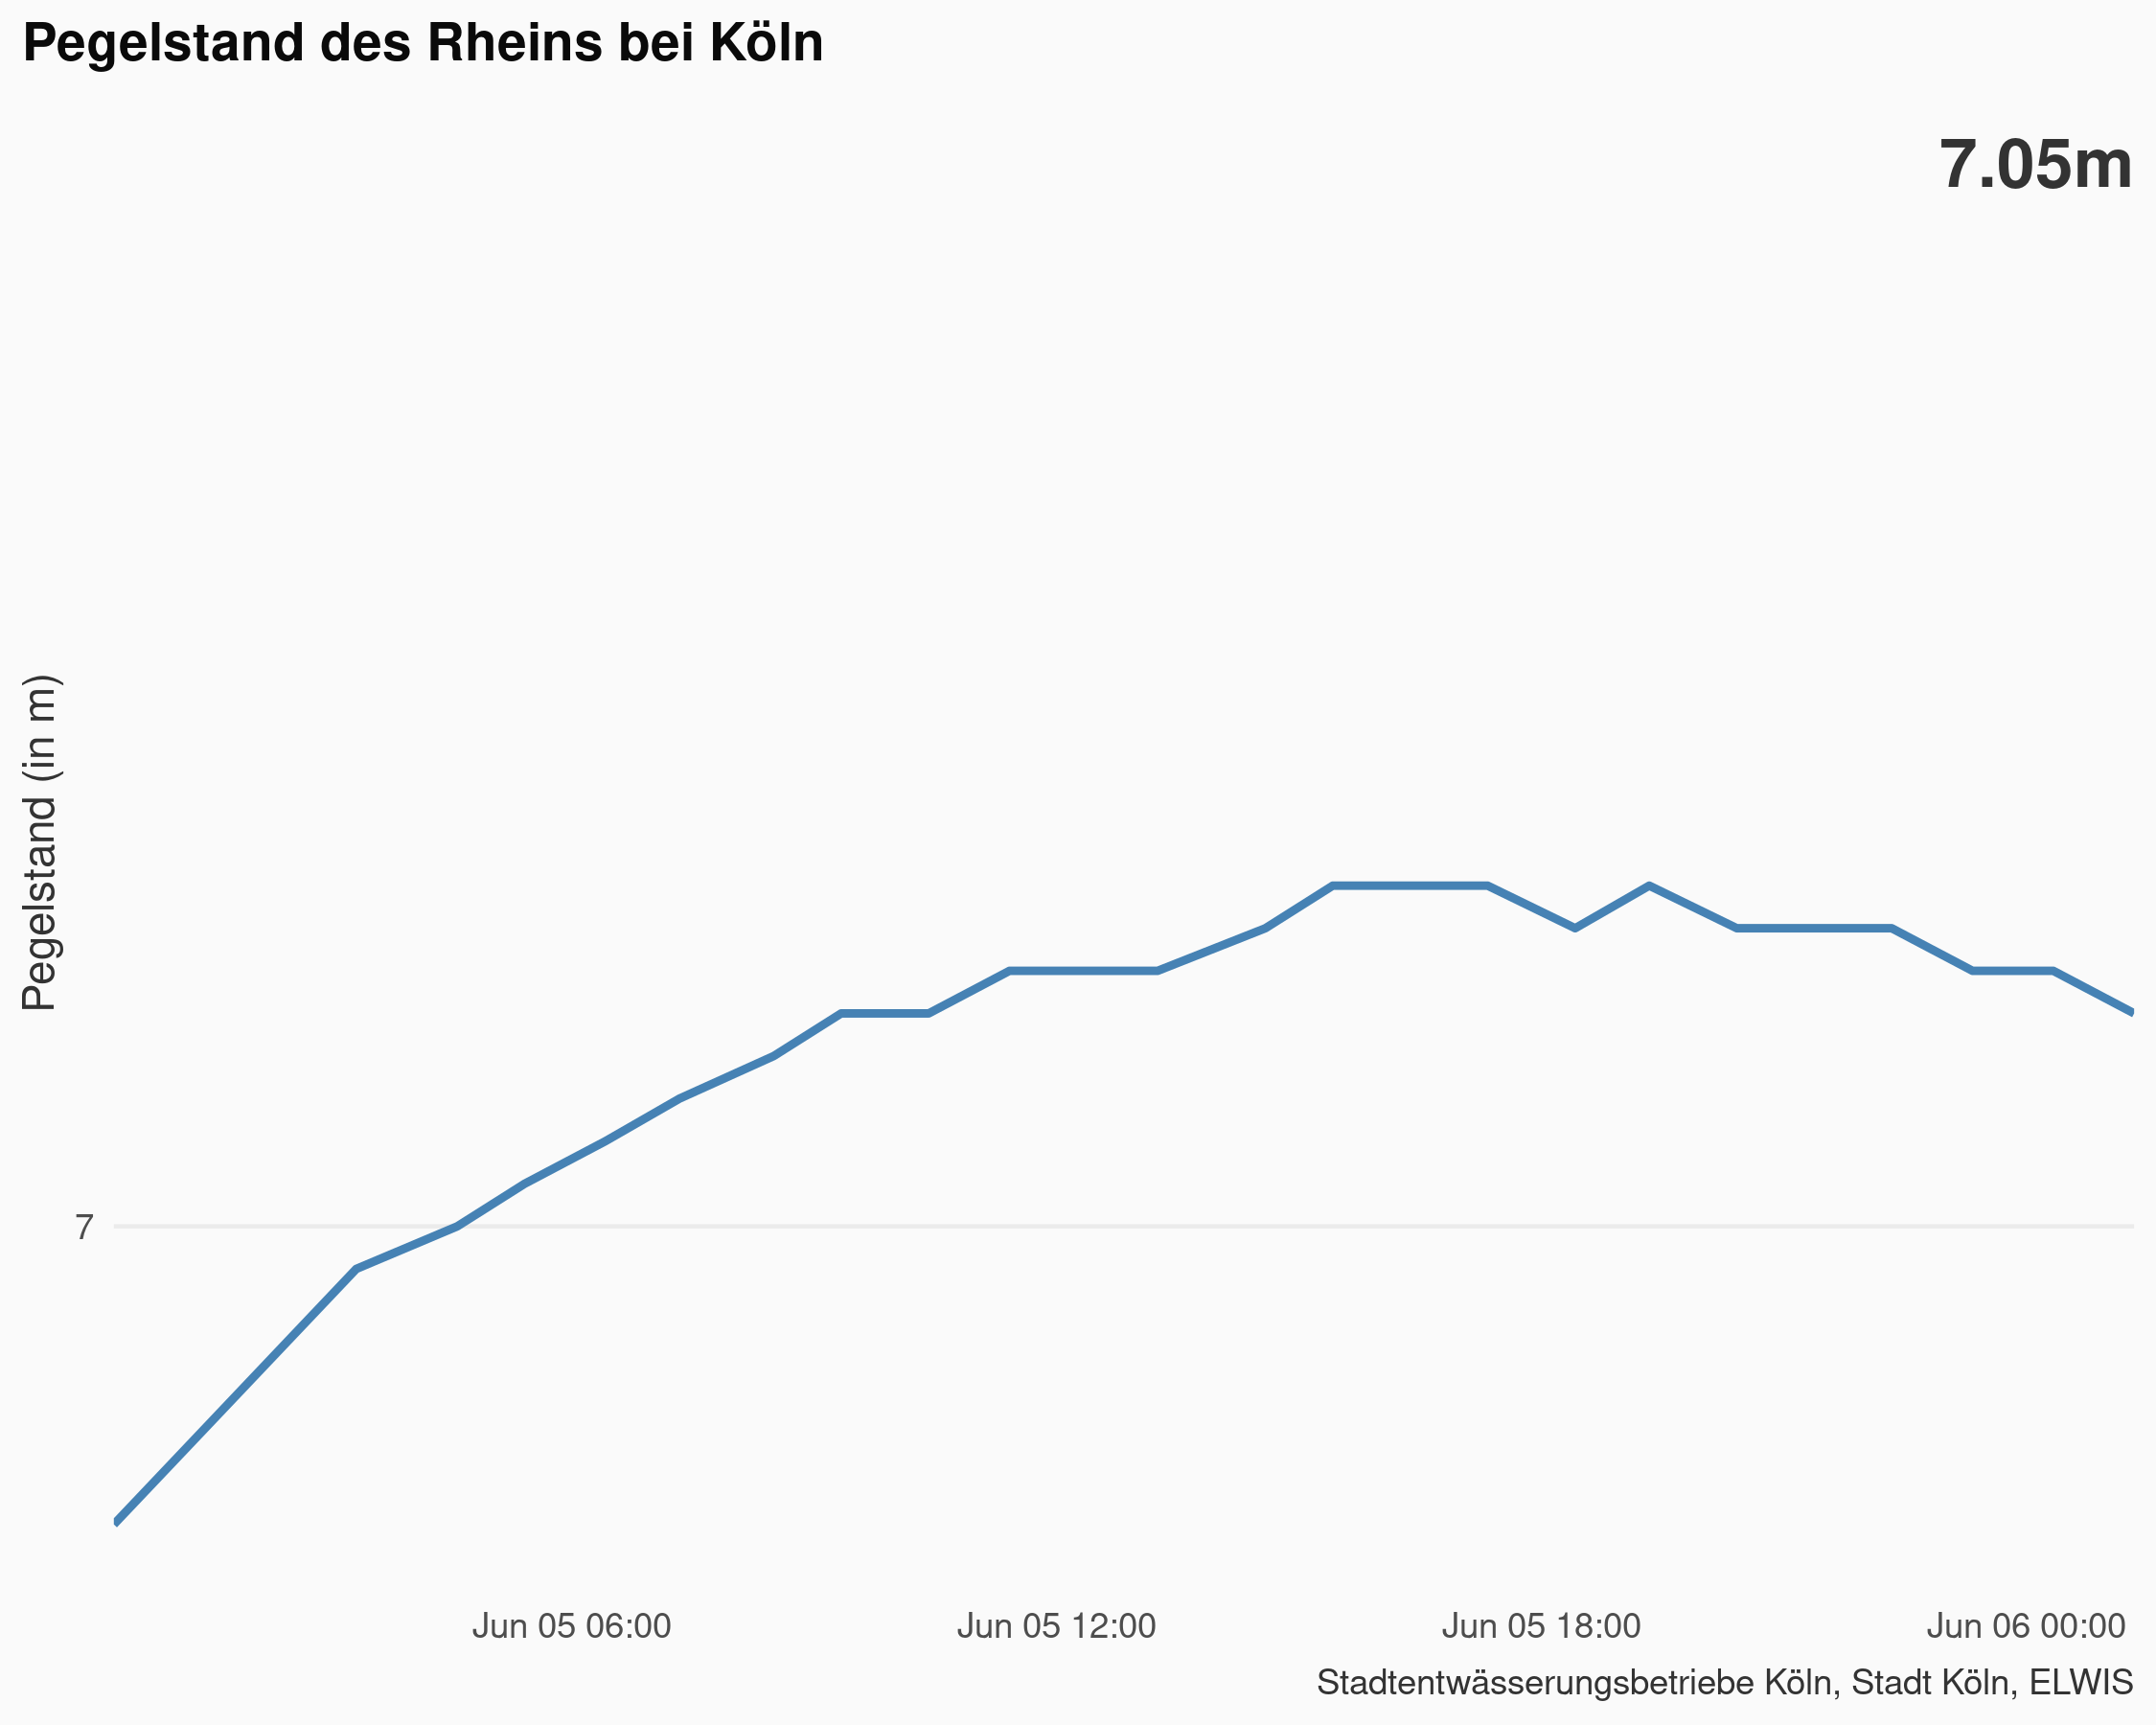 Pegelstand des Rheins bei Köln
7.05m
Pegelstand (in m)
7
Jun 05 06:00 Jun 05 12:00 Jun 05 18:00 Jun 06 00:00
Stadtentwässerungsbetriebe Köln, Stadt Köln, ELWIS